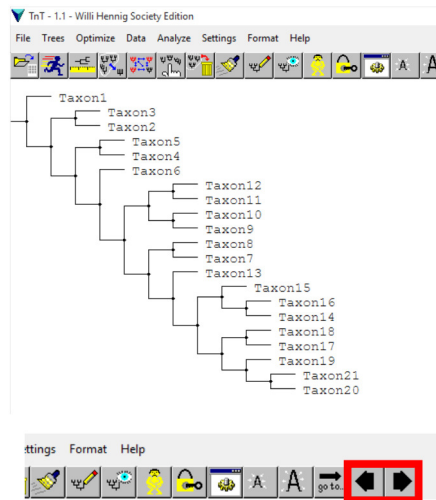 TnT - 1.1 - Willi Hennig Society Edition
File Trees Optimize Data Analyze Settings Format Help
A A
Taxon1
Taxon3
Taxon2
Taxon5
Taxon4
Taxon6
Taxon12
Taxon11
Taxon10
Taxon9
Taxon8
Taxon7
Taxon13
Taxon15
Taxon16
Taxon14
Taxon18
Taxon17
Taxon19
Taxon21
Taxon20
ttings Format Help
A A go to..